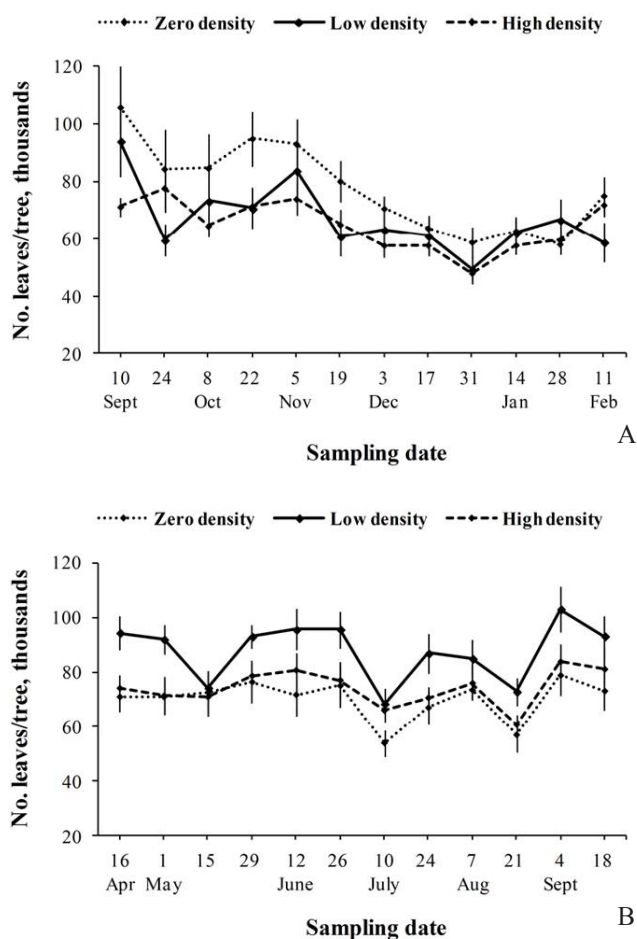 Zero density Low density High density
120
100
80
60
40
20
No. leaves/tree, thousands
10 24 8 22 5 19 3 17 31 14 28 11
Sept Oct Nov Dec Jan Feb
Sampling date
A
Zero density Low density High density
120
100
80
60
40
20
No. leaves/tree, thousands
16 1 15 29 12 26 10 24 7 21 4 18
Apr May June July Aug Sept
Sampling date
B